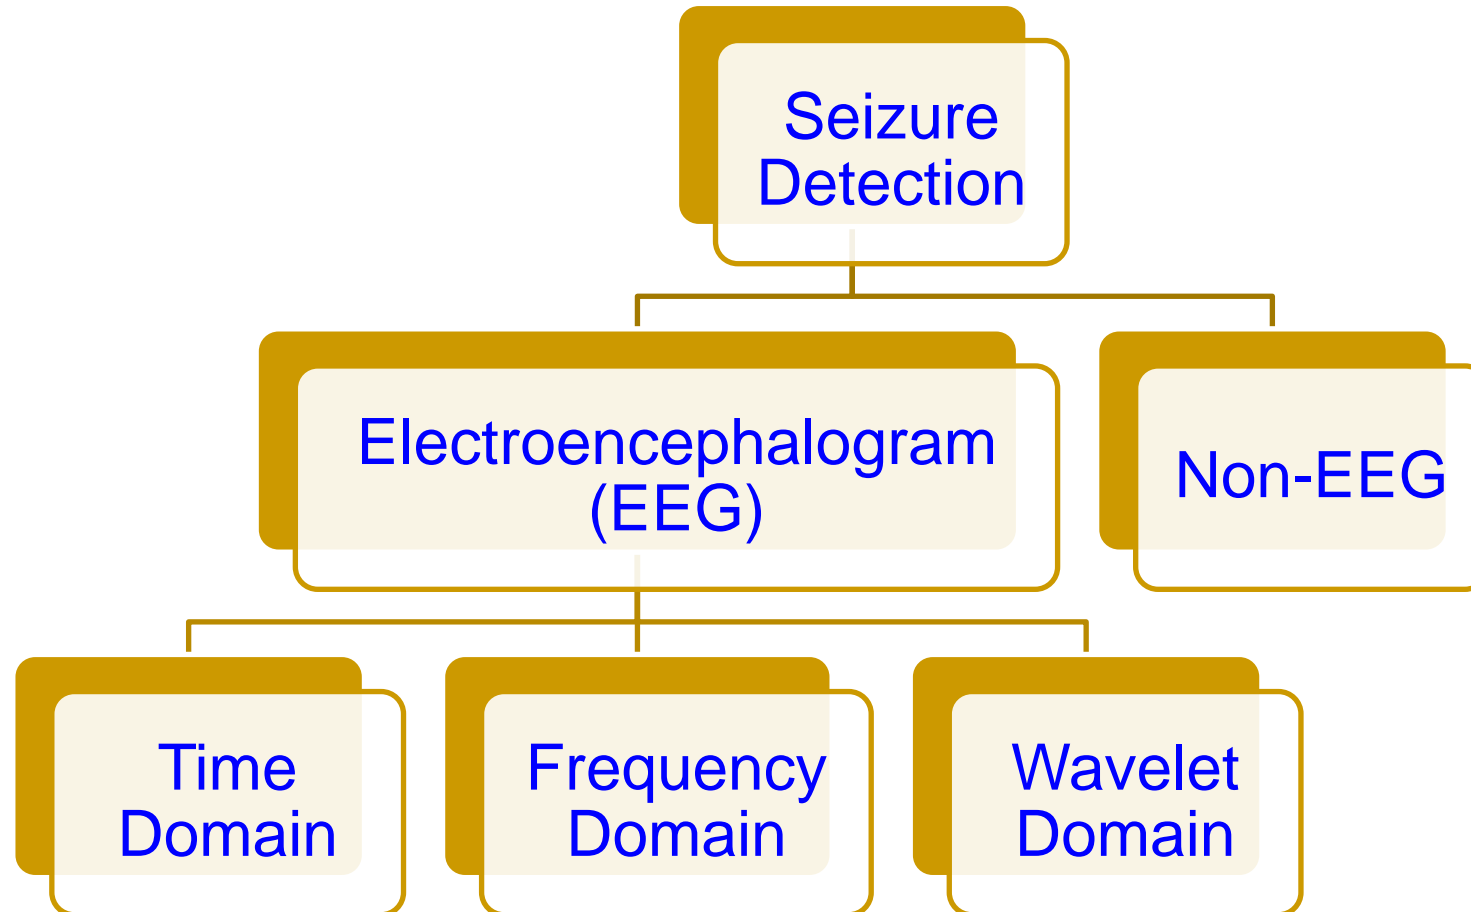 Seizure
Detection
Electroencephalogram
(EEG)
Non-EEG
Time
Domain
Frequency
Domain
Wavelet
Domain